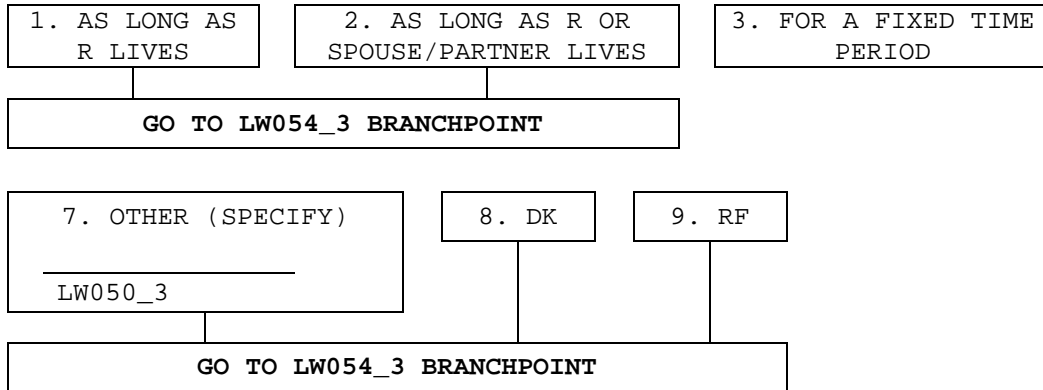 1. AS LONG AS
R LIVES
2. AS LONG AS R OR
SPOUSE/PARTNER LIVES
3. FOR A FIXED TIME
PERIOD
GO TO LW054_3 BRANCHPOINT
7. OTHER (SPECIFY)
LW050_3
8. DK
9. RF
GO TO LW054_3 BRANCHPOINT